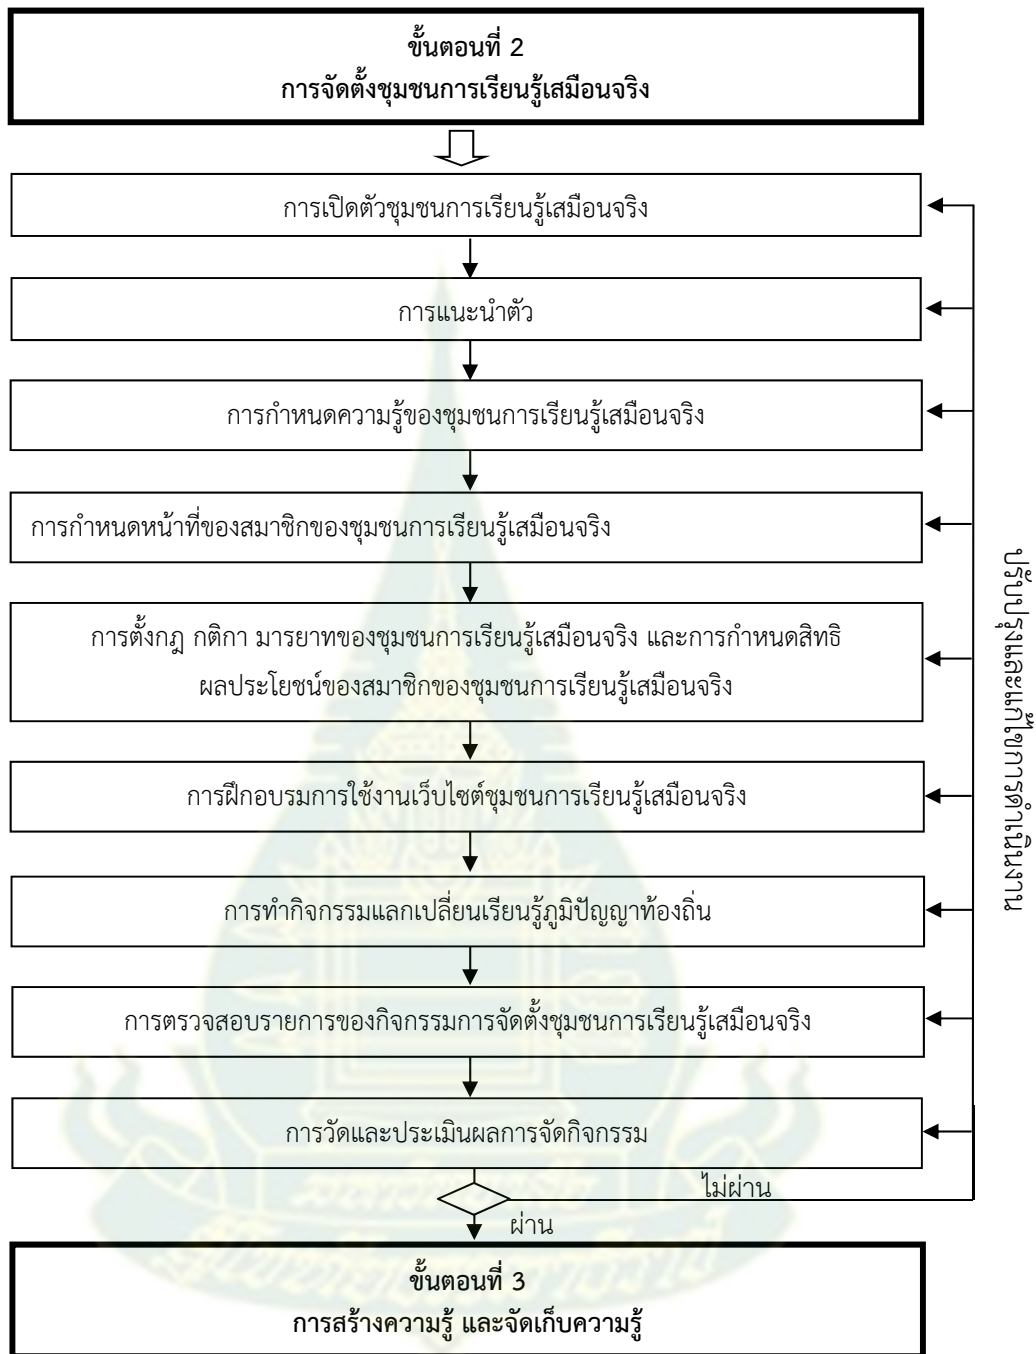 ขั้นตอนที่ 2
การจัดตั้งชุมชนการเรียนรู้เสมือนจริง
การเปิดตัวชุมชนการเรียนรู้เสมือนจริง
การแนะนำตัว
การกำหนดความรู้ของชุมชนการเรียนรู้เสมือนจริง
การกำหนดหน้าที่ของสมาชิกของชุมชนการเรียนรู้เสมือนจริง
การตั้งกฎ กติกา มารยาทของชุมชนการเรียนรู้เสมือนจริง และการกำหนดสิทธิ
ผลประโยชน์ของสมาชิกของชุมชนการเรียนรู้เสมือนจริง
การฝึกอบรมการใช้งานเว็บไซต์ชุมชนการเรียนรู้เสมือนจริง
การทำกิจกรรมแลกเปลี่ยนเรียนรู้ภูมิปัญญาท้องถิ่น
การตรวจสอบรายการของกิจกรรมการจัดตั้งชุมชนการเรียนรู้เสมือนจริง
การวัดและประเมินผลการจัดกิจกรรม
ไม่ผ่าน
ผ่าน
ปรับปรุงและแก้ไขการดำเนินงาน
ขั้นตอนที่ 3
การสร้างความรู้ และจัดเก็บความรู้